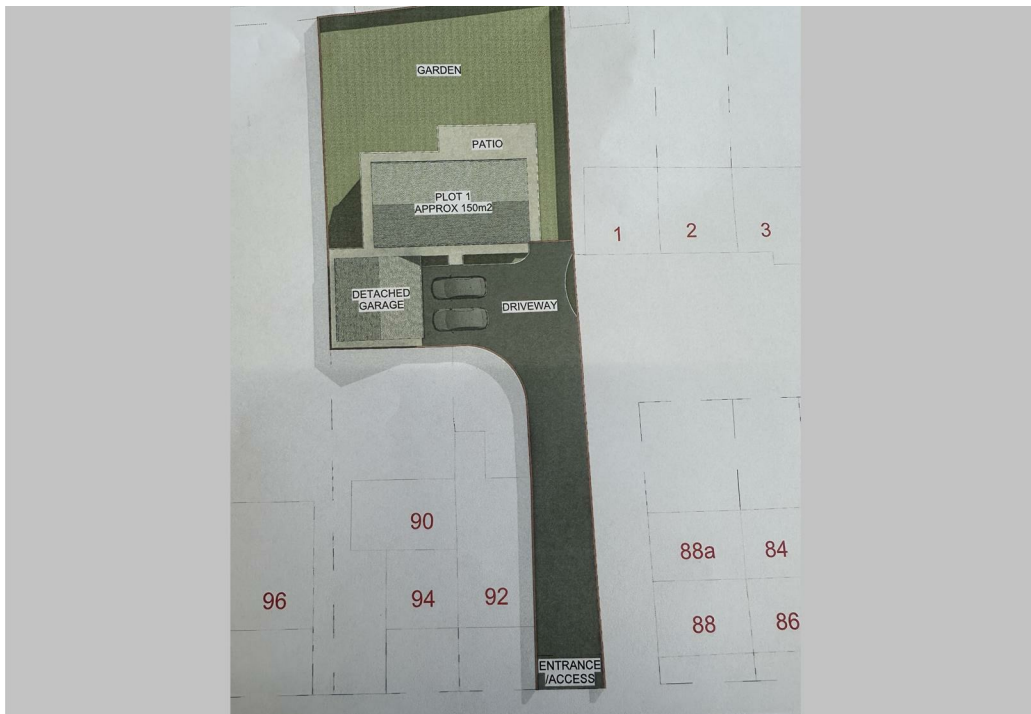 GARDEN
PATIO
PLOT 1
APPROX 150m2
1
2
3
DETACHED
GARAGE
DRIVEWAY
90
88a
84
96
94
92
88
86
ENTRANCE
/ACCESS